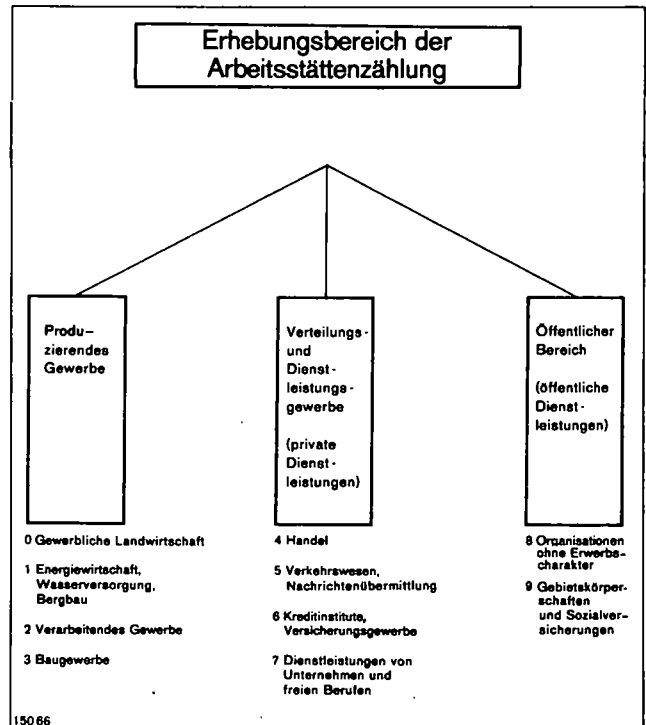 Erhebungsbereich der
Arbeitsstättenzählung
Produ-
zierendes
Gewerbe
Verteilungs-
und
Dienst-
leistungs-
gewerbe
(private
Dienst-
leistungen)
Öffentlicher
Bereich
(öffentliche
Dienst-
leistungen)
0 Gewerbliche Landwirtschaft
1 Energiewirtschaft,
Wasserversorgung,
Bergbau
2 Verarbeitendes Gewerbe
3 Baugewerbe
4 Handel
5 Verkehrswesen,
Nachrichtenübermittlung
6 Kreditinstitute,
Versicherungsgewerbe
7 Dienstleistungen von
Unternehmen und
freien Berufen
8 Organisationen
ohne Erwerbs-
charakter
9 Gebietskörper-
schaften
und Sozialver-
sicherungen
15066